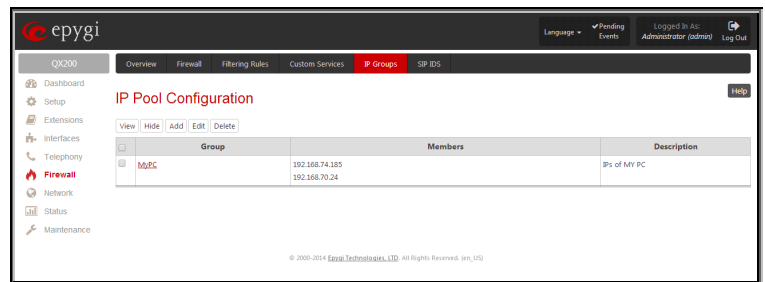 epygi
Language
Pending Events
Logged In As:
Administrator (admin)
Log Out
QX200
Overview
Firewall
Filtering Rules
Custom Services
IP Groups
SIP IDS
Dashboard
Setup
Extensions
Interfaces
Telephony
Firewall
Network
Status
Maintenance
IP Pool Configuration
Help
View
Hide
Add
Edit
Delete
Group
Members
Description
MyPC
192.168.74.185
192.168.70.24
IPs of MY PC
© 2000-2014 Epygi Technologies, LTD. All Rights Reserved. (en_US)